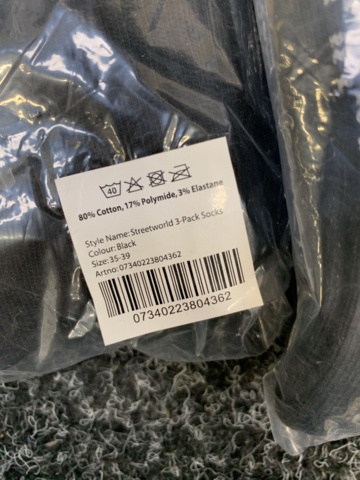 40
80% Cotton, 17% Polymide, 3% Elastane
Style Name: Streetworld 3-Pack Socks
Colour: Black
Size: 35-39
Artno: 07340223804362
07340223804362